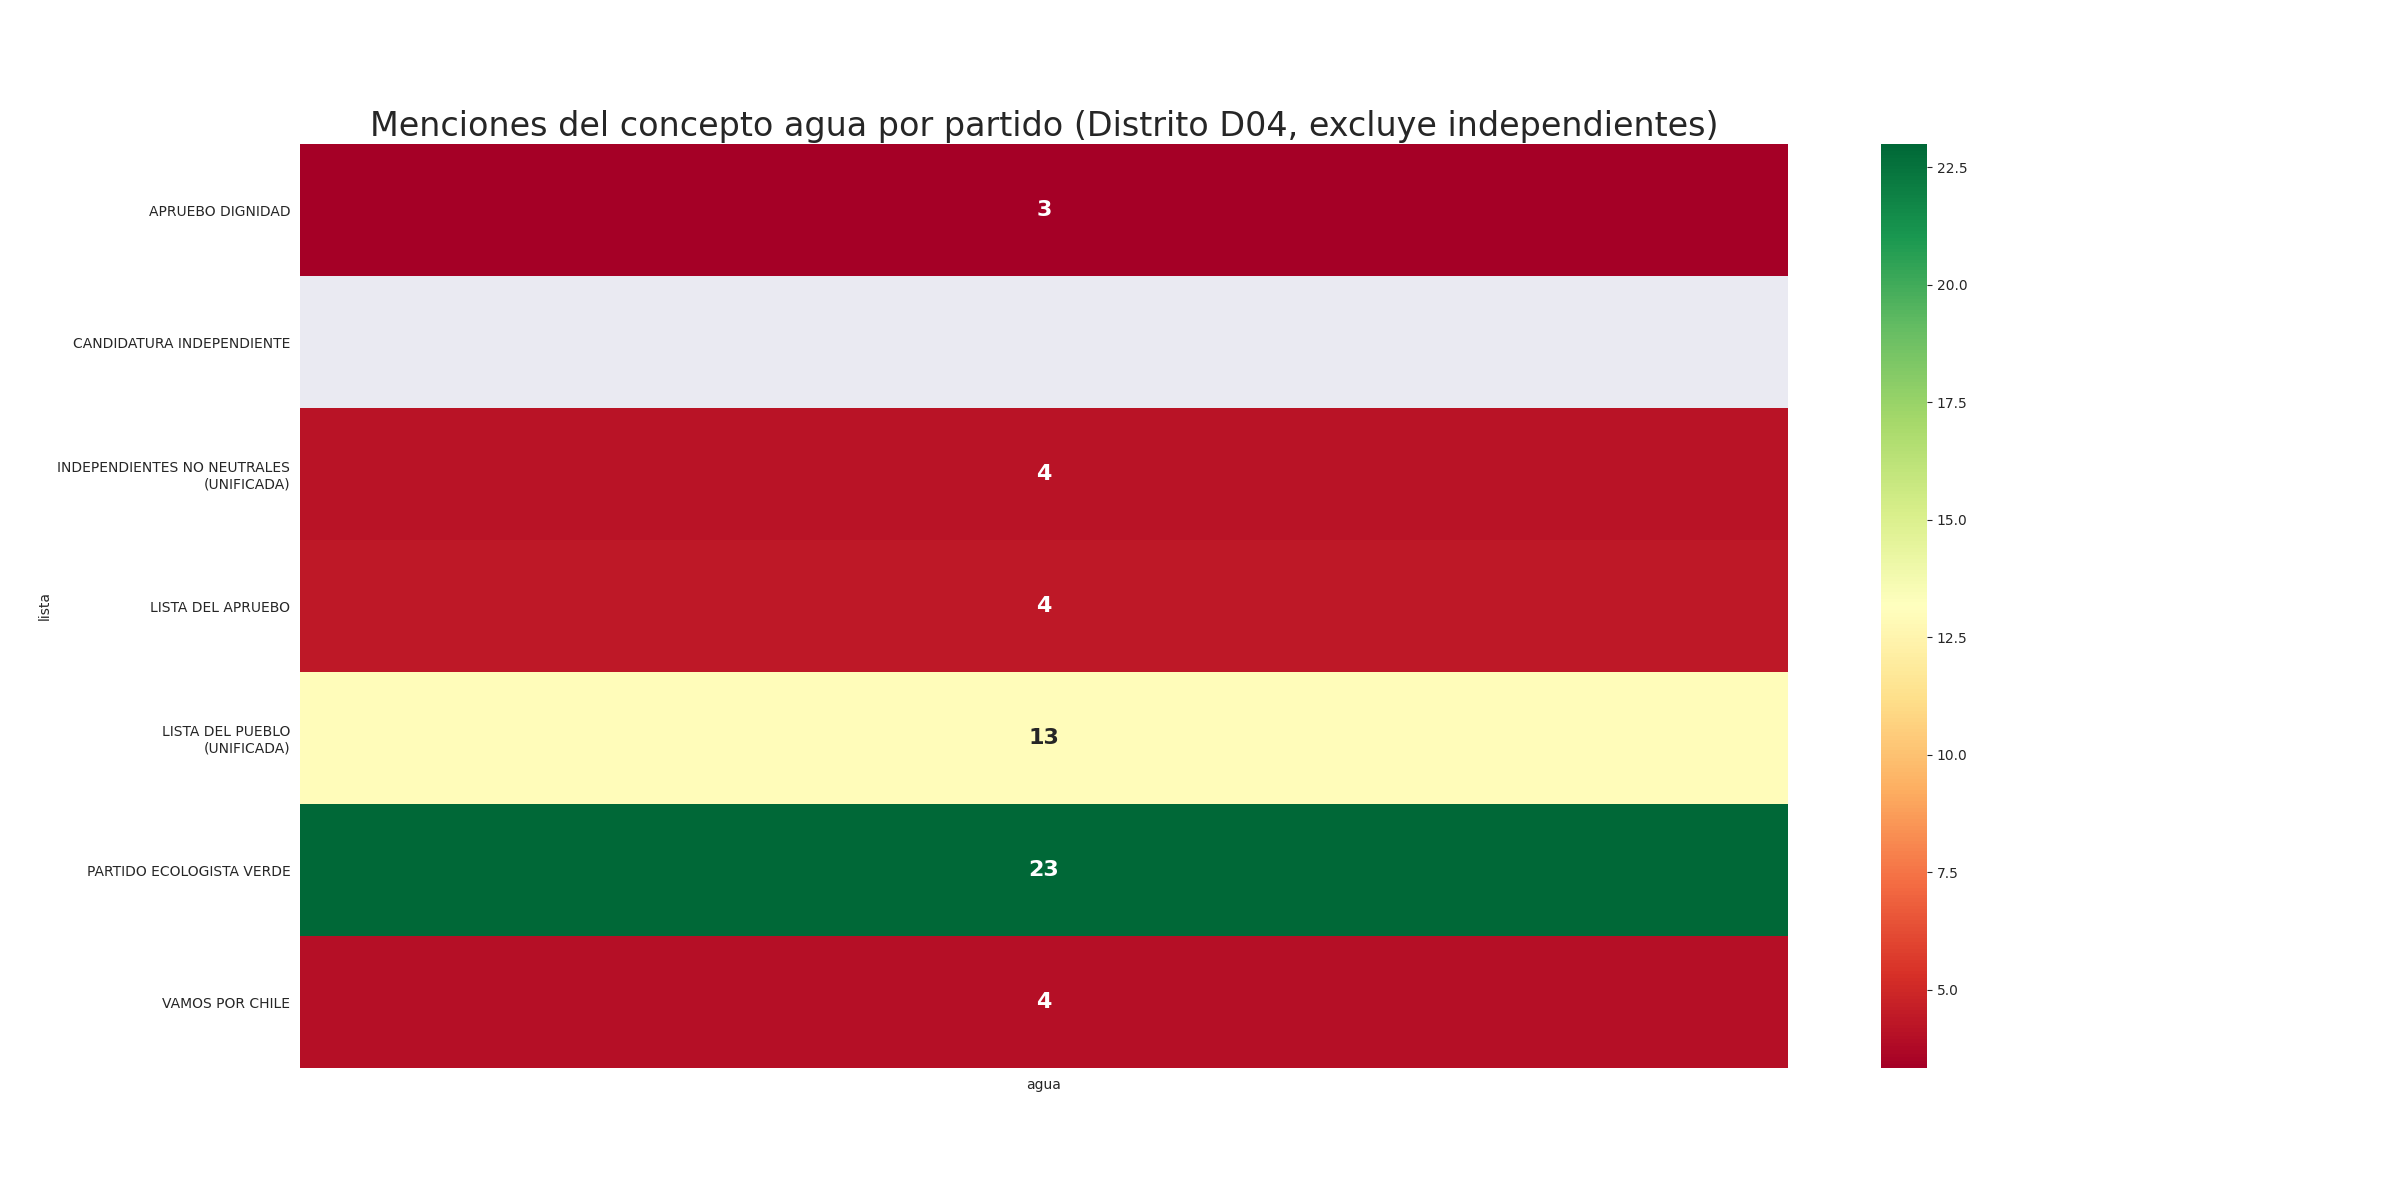 Menciones del concepto agua por partido (Distrito D04, excluye independientes)
lista
APRUEBO DIGNIDAD
3
CANDIDATURA INDEPENDIENTE
INDEPENDIENTES NO NEUTRALES
(UNIFICADA)
4
LISTA DEL APRUEBO
4
LISTA DEL PUEBLO
(UNIFICADA)
13
PARTIDO ECOLOGISTA VERDE
23
VAMOS POR CHILE
4
agua
22.5
20.0
17.5
15.0
12.5
10.0
7.5
5.0